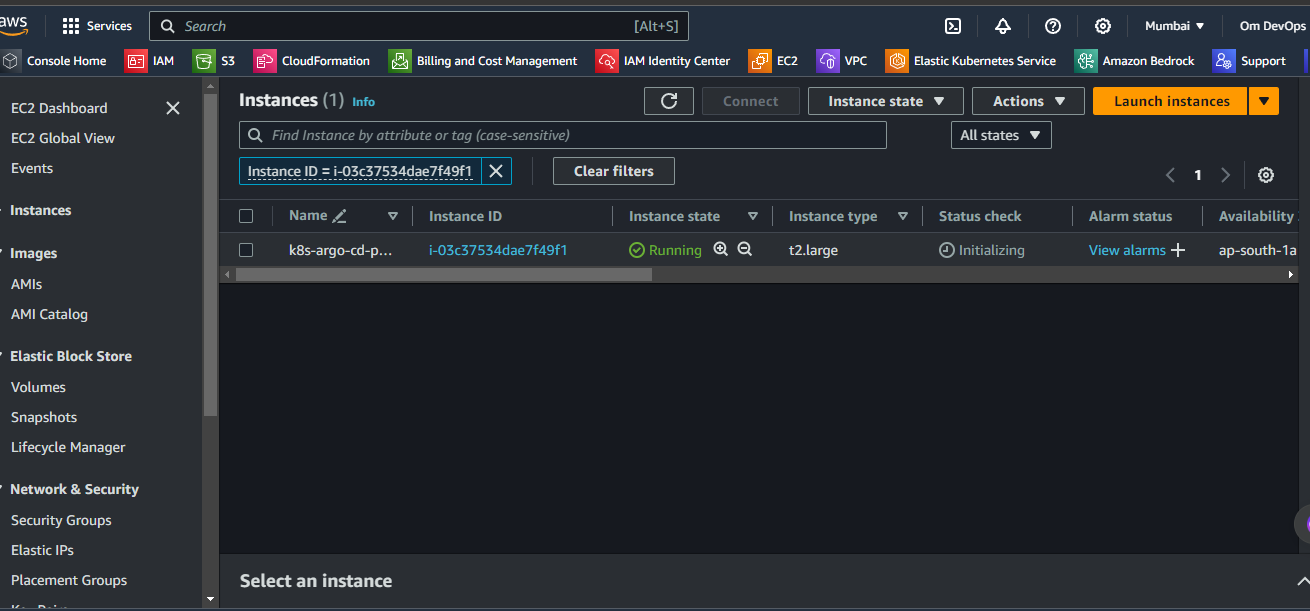 aws Services Search [Alt+S] Mumbai Om DevOps
Console Home IAM S3 CloudFormation Billing and Cost Management IAM Identity Center EC2 VPC Elastic Kubernetes Service Amazon Bedrock Support
EC2 Dashboard
EC2 Global View
Events
Instances
Images
AMIs
AMI Catalog
Elastic Block Store
Volumes
Snapshots
Lifecycle Manager
Network & Security
Security Groups
Elastic IPs
Placement Groups
Instances (1) Info Connect Instance state Actions Launch instances
Find Instance by attribute or tag (case-sensitive) All states
Instance ID = i-03c37534dae7f49f1 Clear filters 1
Name Instance ID Instance state Instance type Status check Alarm status Availability
k8s-argo-cd-p... i-03c37534dae7f49f1 Running t2.large Initializing View alarms + ap-south-1a
Select an instance